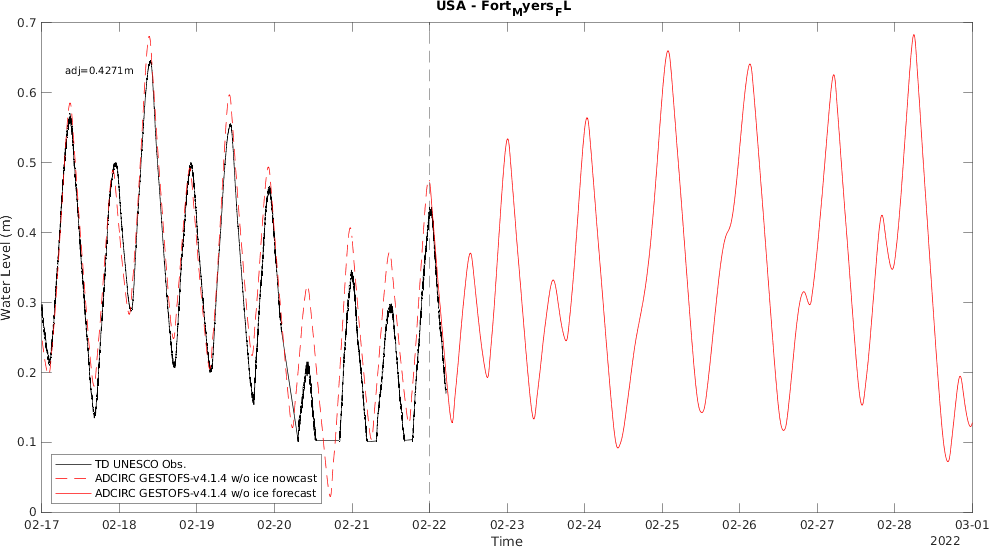 USA - FortMyersFL
0.7
adj=0.4271m
0.6
0.5
0.4
Water Level (m)
0.3
0.2
0.1
TD UNESCO Obs.
ADCIRC GESTOFS-v4.1.4 w/o ice nowcast
ADCIRC GESTOFS-v4.1.4 w/o ice forecast
0
02-17 02-18 02-19 02-20 02-21 02-22 02-23 02-24 02-25 02-26 02-27 02-28 03-01
Time
2022